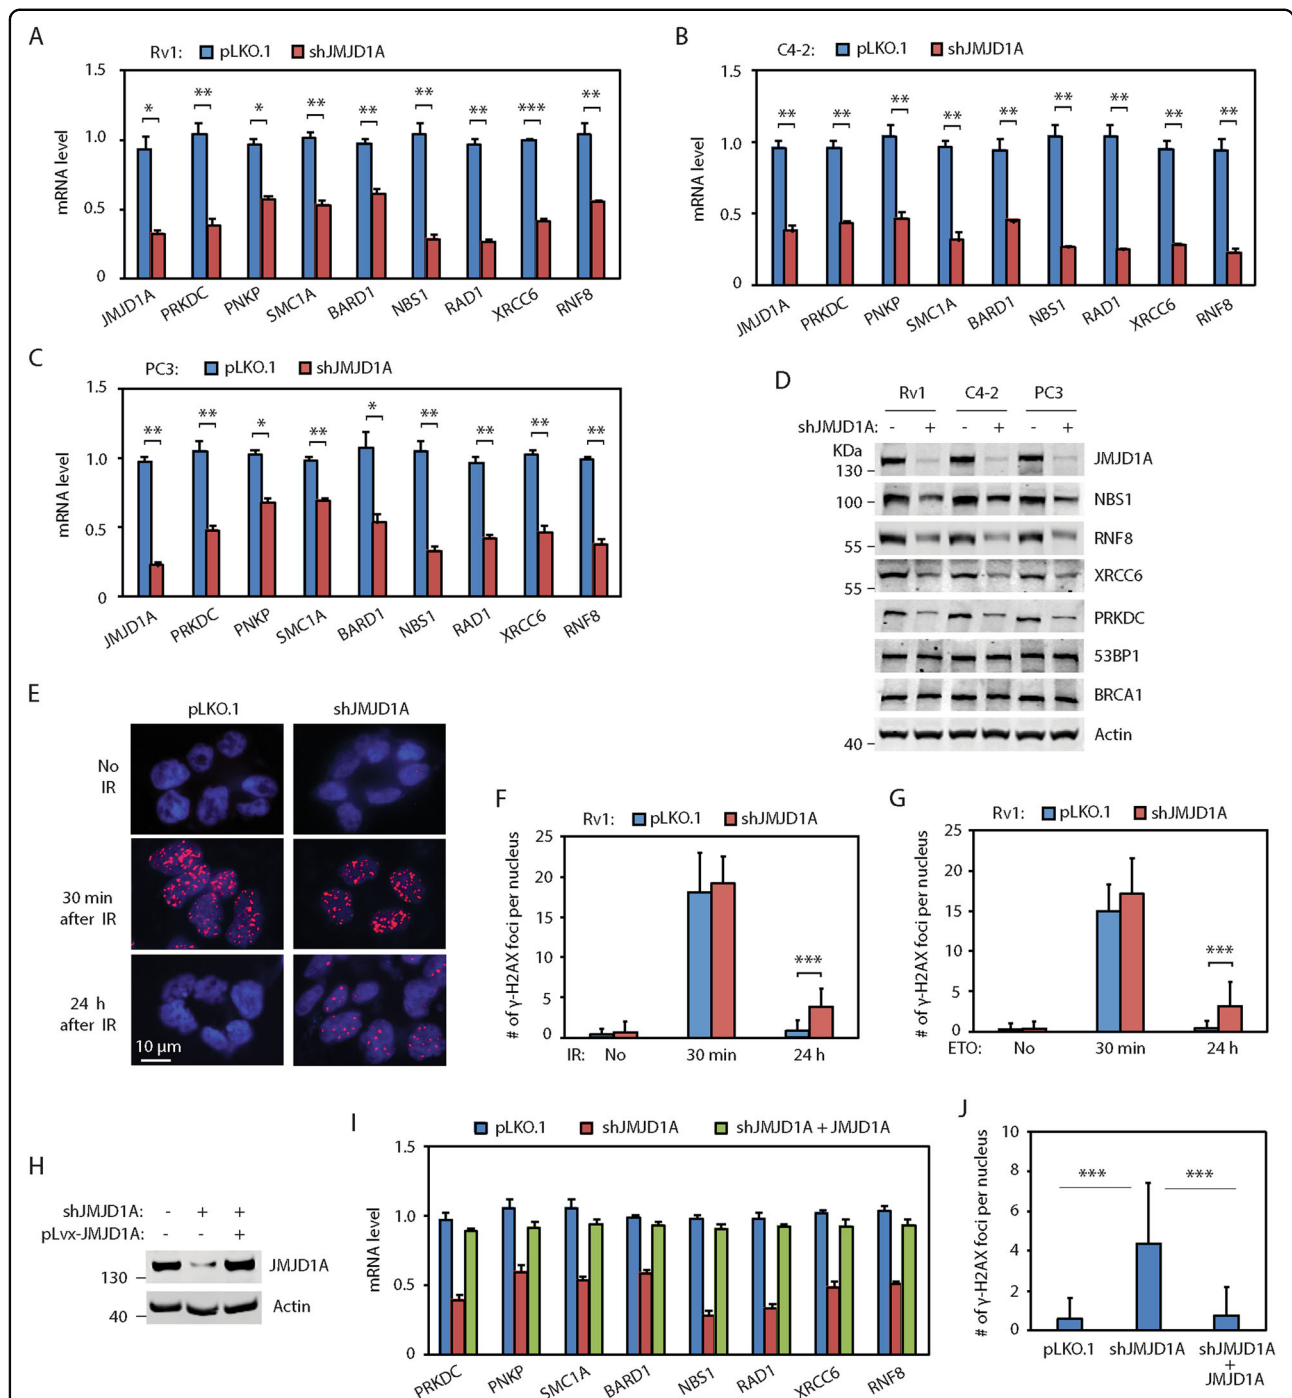 A
Rv1: pLKO.1 shJMJD1A
mRNA level
1.5
1.0
0.5
0
* ** * ** ** ** ** *** **
JMJD1A PRKDC PNKP SMC1A BARD1 NBS1 RAD1 XRCC6 RNF8
B
C4-2: pLKO.1 shJMJD1A
mRNA level
1.5
1.0
0.5
0
** ** ** ** ** ** ** ** **
JMJD1A PRKDC PNKP SMC1A BARD1 NBS1 RAD1 XRCC6 RNF8
C
PC3: pLKO.1 shJMJD1A
mRNA level
1.5
1.0
0.5
0
** ** * ** * ** ** ** **
JMJD1A PRKDC PNKP SMC1A BARD1 NBS1 RAD1 XRCC6 RNF8
D
Rv1 C4-2 PC3
shJMJD1A: - + - + - +
KDa
130 JMJD1A
100 NBS1
55 RNF8
55 XRCC6
PRKDC
53BP1
BRCA1
40 Actin
E
pLKO.1 shJMJD1A
No
IR
30 min
after IR
24 h
after IR
10 μm
F
Rv1: pLKO.1 shJMJD1A
# of γ-H2AX foci per nucleus
25
20
15
10
5
0
***
IR: No 30 min 24 h
G
Rv1: pLKO.1 shJMJD1A
# of γ-H2AX foci per nucleus
25
20
15
10
5
0
***
ETO: No 30 min 24 h
H
shJMJD1A: - + +
pLvx-JMJD1A: - - +
130 JMJD1A
40 Actin
I
pLKO.1 shJMJD1A shJMJD1A + JMJD1A
mRNA level
1.5
1.0
0.5
0
PRKDC PNKP SMC1A BARD1 NBS1 RAD1 XRCC6 RNF8
J
# of γ-H2AX foci per nucleus
10
8
6
4
2
0
*** ***
pLKO.1 shJMJD1A shJMJD1A
+
JMJD1A